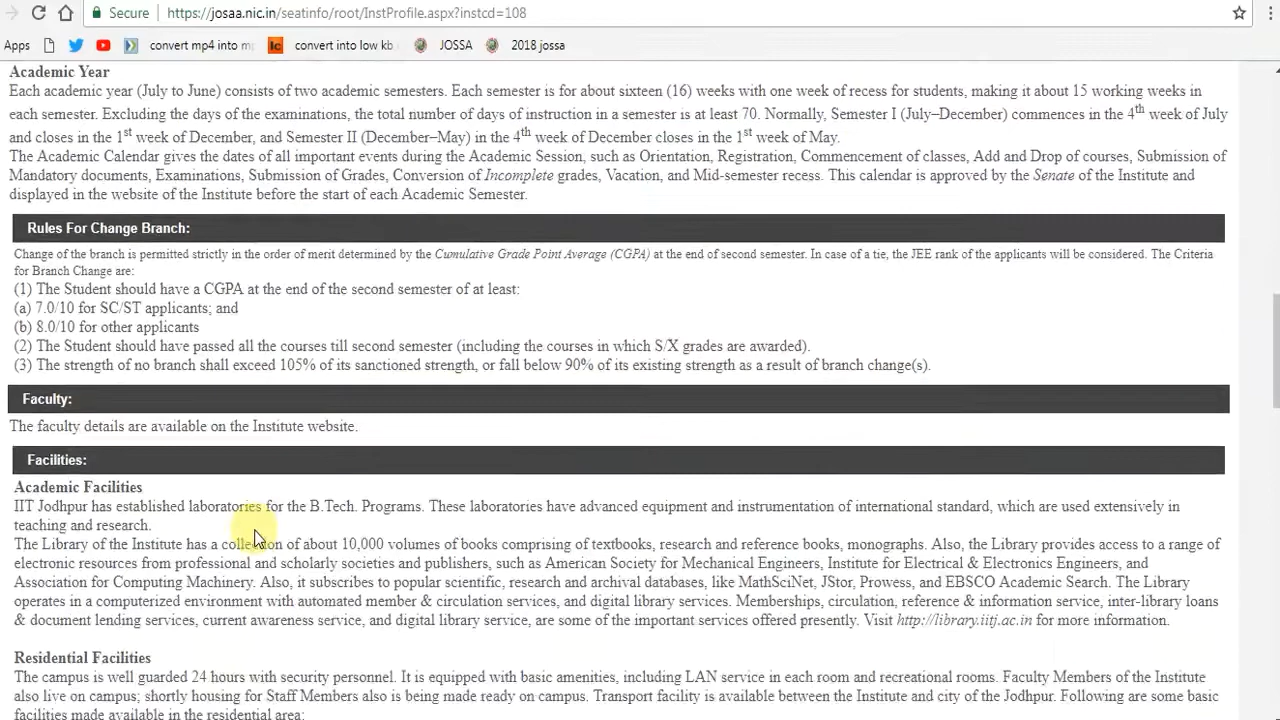 Secure https://josaa.nic.in/seatinfo/root/InstProfile.aspx?instcd=108
Apps convert mp4 into m convert into low kb JOSSA 2018 jossa
Academic Year
Each academic year (July to June) consists of two academic semesters. Each semester is for about sixteen (16) weeks with one week of recess for students, making it about 15 working weeks in
each semester. Excluding the days of the examinations, the total number of days of instruction in a semester is at least 70. Normally, Semester I (July–December) commences in the 4th week of July
and closes in the 1st week of December, and Semester II (December–May) in the 4th week of December closes in the 1st week of May.
The Academic Calendar gives the dates of all important events during the Academic Session, such as Orientation, Registration, Commencement of classes, Add and Drop of courses, Submission of
Mandatory documents, Examinations, Submission of Grades, Conversion of Incomplete grades, Vacation, and Mid-semester recess. This calendar is approved by the Senate of the Institute and
displayed in the website of the Institute before the start of each Academic Semester.
Rules For Change Branch:
Change of the branch is permitted strictly in the order of merit determined by the Cumulative Grade Point Average (CGPA) at the end of second semester. In case of a tie, the JEE rank of the applicants will be considered. The Criteria
for Branch Change are:
(1) The Student should have a CGPA at the end of the second semester of at least:
(a) 7.0/10 for SC/ST applicants; and
(b) 8.0/10 for other applicants
(2) The Student should have passed all the courses till second semester (including the courses in which S/X grades are awarded).
(3) The strength of no branch shall exceed 105% of its sanctioned strength, or fall below 90% of its existing strength as a result of branch change(s).
Faculty:
The faculty details are available on the Institute website.
Facilities:
Academic Facilities
IIT Jodhpur has established laboratories for the B.Tech. Programs. These laboratories have advanced equipment and instrumentation of international standard, which are used extensively in
teaching and research.
The Library of the Institute has a collection of about 10,000 volumes of books comprising of textbooks, research and reference books, monographs. Also, the Library provides access to a range of
electronic resources from professional and scholarly societies and publishers, such as American Society for Mechanical Engineers, Institute for Electrical & Electronics Engineers, and
Association for Computing Machinery. Also, it subscribes to popular scientific, research and archival databases, like MathSciNet, JStor, Prowess, and EBSCO Academic Search. The Library
operates in a computerized environment with automated member & circulation services, and digital library services. Memberships, circulation, reference & information service, inter-library loans
& document lending services, current awareness service, and digital library service, are some of the important services offered presently. Visit http://library.iitj.ac.in for more information.
Residential Facilities
The campus is well guarded 24 hours with security personnel. It is equipped with basic amenities, including LAN service in each room and recreational rooms. Faculty Members of the Institute
also live on campus; shortly housing for Staff Members also is being made ready on campus. Transport facility is available between the Institute and city of the Jodhpur. Following are some basic
facilities made available in the residential area: